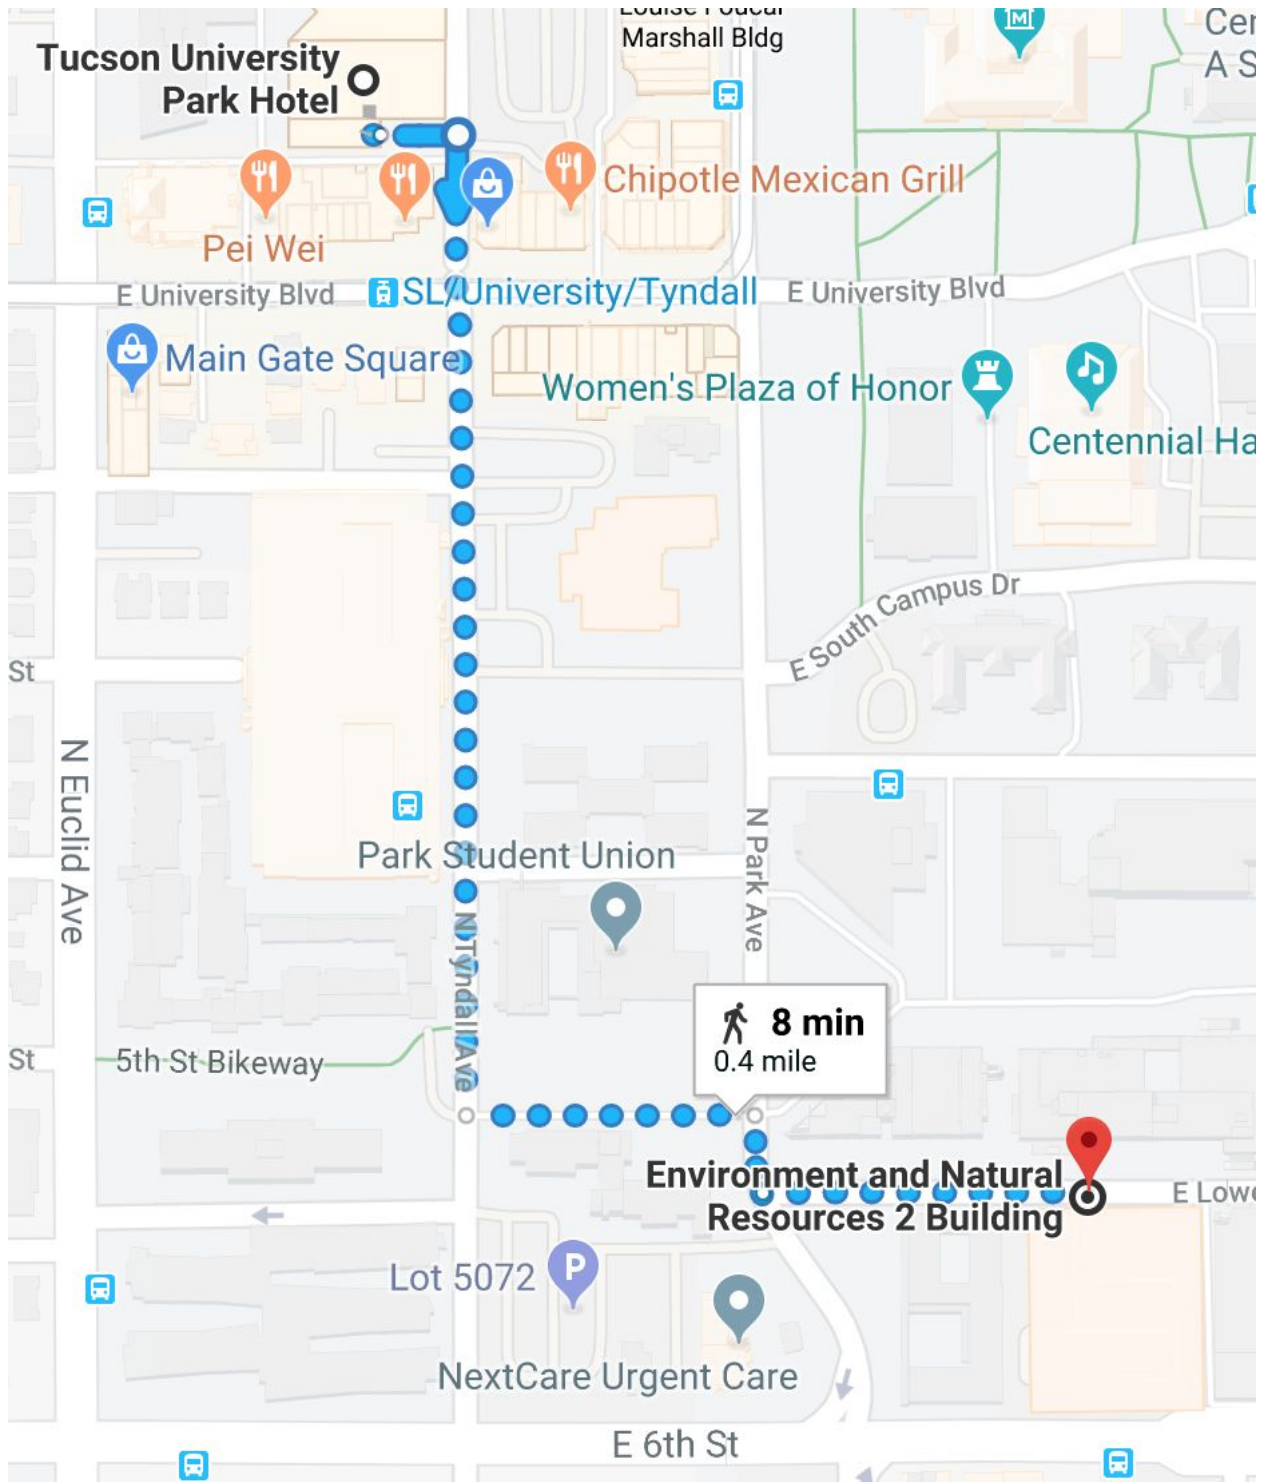 Marshall Bldg
Cer
A S
Tucson University
Park Hotel
Chipotle Mexican Grill
Pei Wei
E University Blvd
SL/University/Tyndall
E University Blvd
Main Gate Square
Women's Plaza of Honor
Centennial Ha
E South Campus Dr
St
N Euclid Ave
N Park Ave
Park Student Union
N Tyndall Ave
8 min
0.4 mile
St
5th St Bikeway
Environment and Natural
Resources 2 Building
E Lowe
P
Lot 5072
NextCare Urgent Care
E 6th St